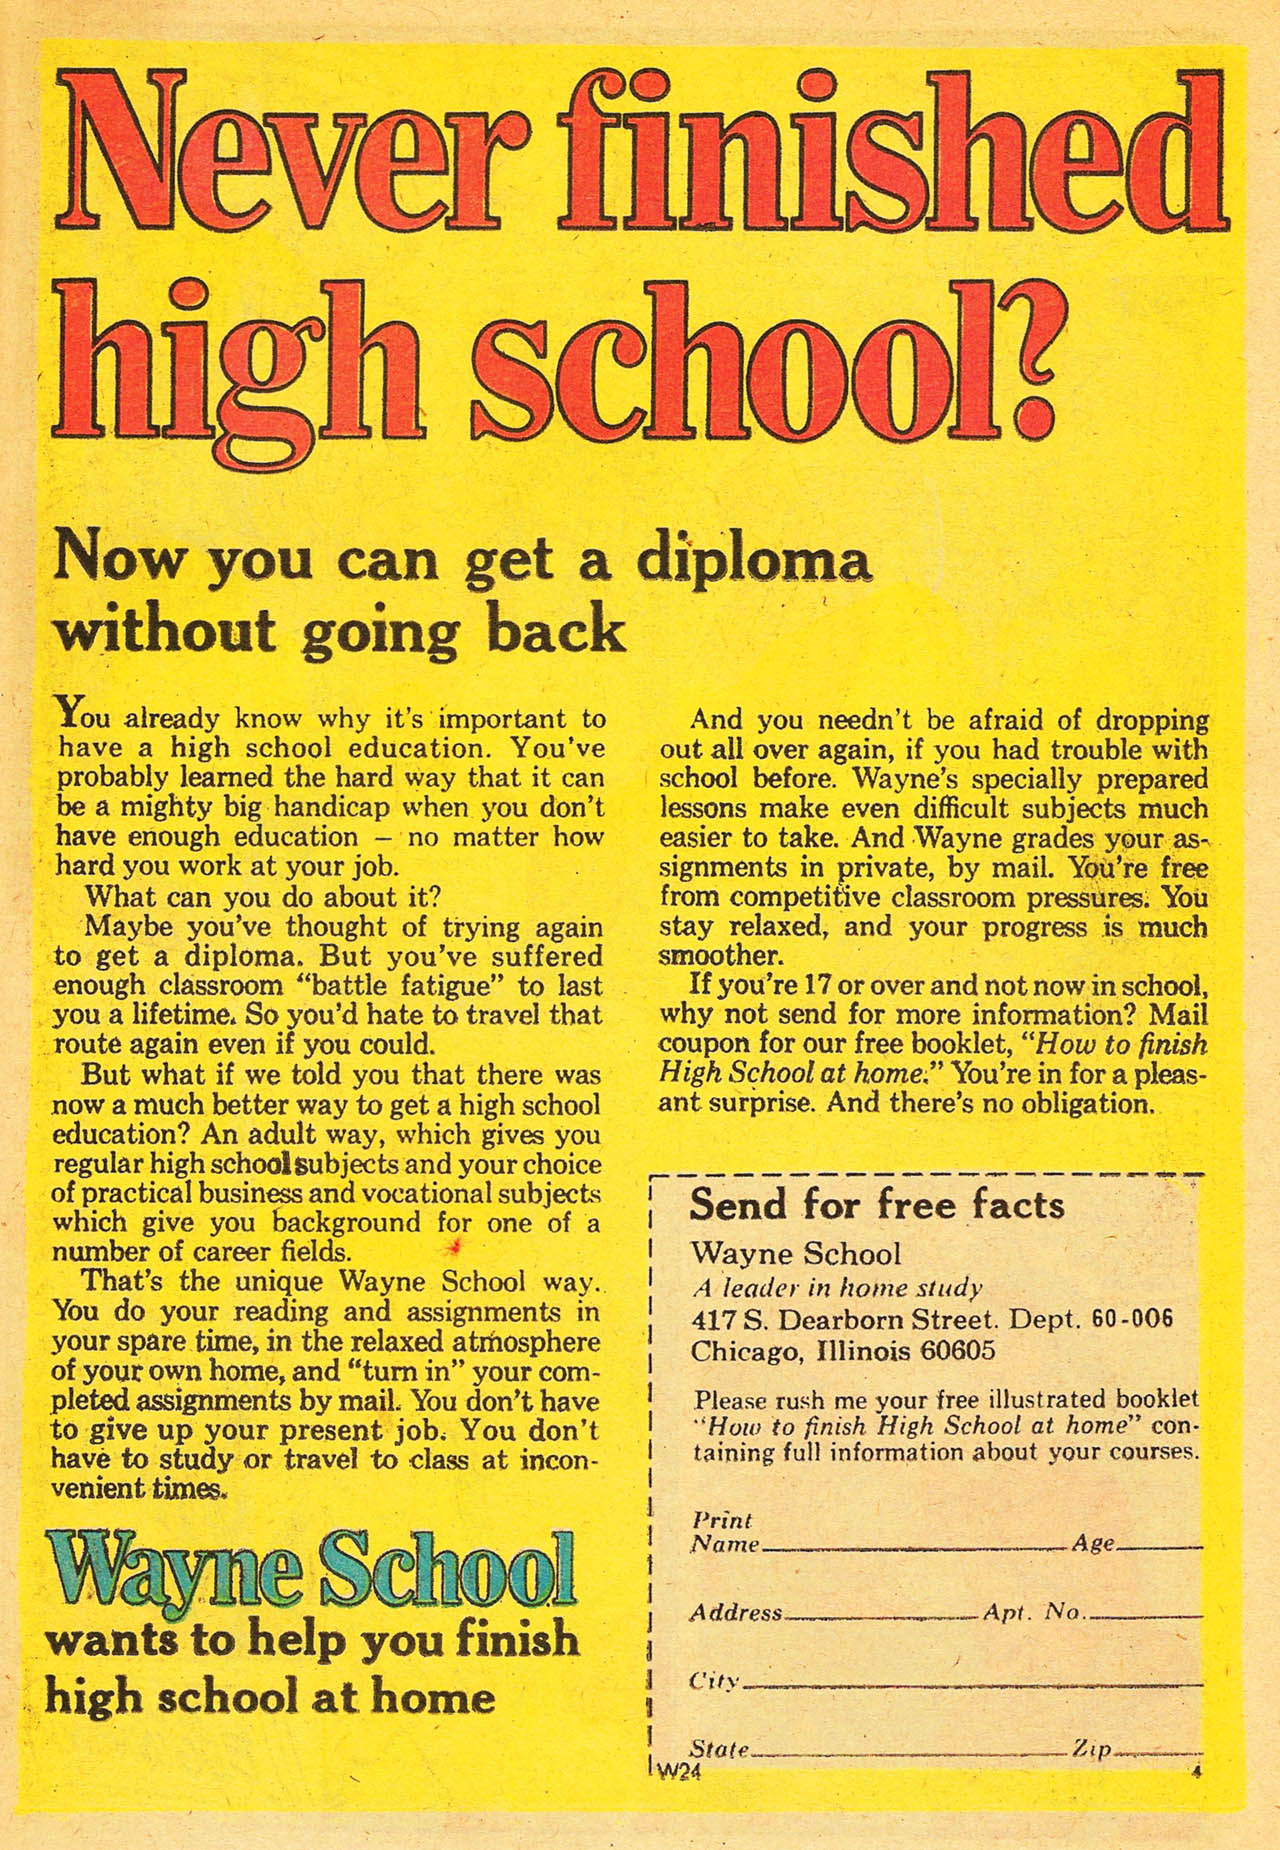 Never finished
high school?
Now you can get a diploma
without going back
You already know why it's important to
have a high school education. You've
probably learned the hard way that it can
be a mighty big handicap when you don't
have enough education – no matter how
hard you work at your job.
What can you do about it?
Maybe you've thought of trying again
to get a diploma. But you've suffered
enough classroom "battle fatigue" to last
you a lifetime. So you'd hate to travel that
route again even if you could.
But what if we told you that there was
now a much better way to get a high school
education? An adult way, which gives you
regular high school subjects and your choice
of practical business and vocational subjects
which give you background for one of a
number of career fields.
That's the unique Wayne School way.
You do your reading and assignments in
your spare time, in the relaxed atmosphere
of your own home, and "turn in" your com-
pleted assignments by mail. You don't have
to give up your present job. You don't
have to study or travel to class at incon-
venient times.
Wayne School
wants to help you finish
high school at home
And you needn't be afraid of dropping
out all over again, if you had trouble with
school before. Wayne's specially prepared
lessons make even difficult subjects much
easier to take. And Wayne grades your as-
signments in private, by mail. You're free
from competitive classroom pressures. You
stay relaxed, and your progress is much
smoother.
If you're 17 or over and not now in school,
why not send for more information? Mail
coupon for our free booklet, "How to finish
High School at home." You're in for a pleas-
ant surprise. And there's no obligation.
Send for free facts
Wayne School
A leader in home study
417 S. Dearborn Street. Dept. 60-006
Chicago, Illinois 60605
Please rush me your free illustrated booklet
"How to finish High School at home" con-
taining full information about your courses.
Print
Name Age
Address Apt. No.
City
State Zip
W24 4